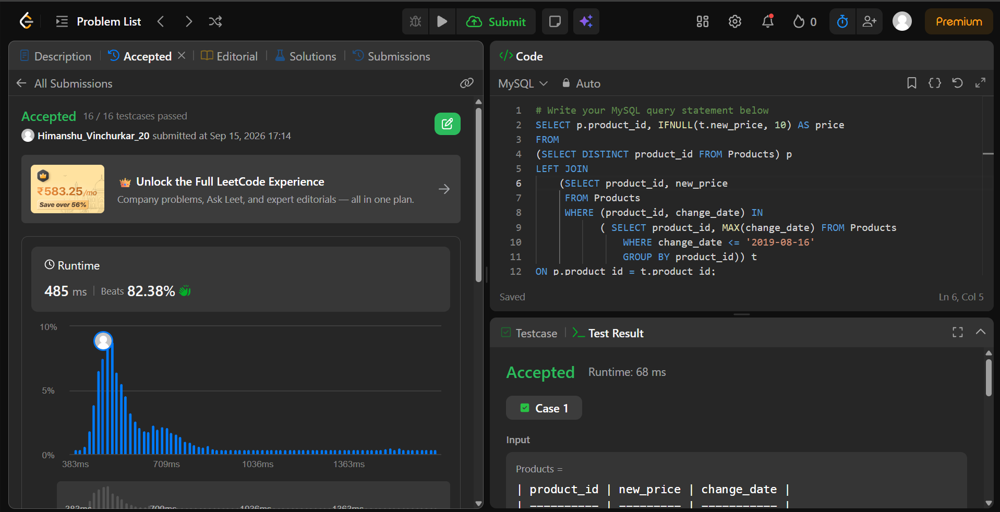 Problem List
Submit
0
Premium
Description
Accepted
Editorial
Solutions
Submissions
All Submissions
Accepted 16 / 16 testcases passed
Himanshu_Vinchurkar_20 submitted at Sep 15, 2026 17:14
₹583.25/mo
Save over 56%
Unlock the Full LeetCode Experience
Company problems, Ask Leet, and expert editorials — all in one plan.
Runtime
485 ms | Beats 82.38%
10%
5%
0%
383ms 709ms 1036ms 1363ms
383ms 709ms 1036ms 1363ms
Code
MySQL Auto
1 # Write your MySQL query statement below
2 SELECT p.product_id, IFNULL(t.new_price, 10) AS price
3 FROM
4 (SELECT DISTINCT product_id FROM Products) p
5 LEFT JOIN
6 (SELECT product_id, new_price
7 FROM Products
8 WHERE (product_id, change_date) IN
9 ( SELECT product_id, MAX(change_date) FROM Products
10 WHERE change_date <= '2019-08-16'
11 GROUP BY product_id)) t
12 ON p.product_id = t.product_id;
Saved
Ln 6, Col 5
Testcase
Test Result
Accepted Runtime: 68 ms
Case 1
Input
Products =
| product_id | new_price | change_date |
| ---------- | --------- | ----------- |